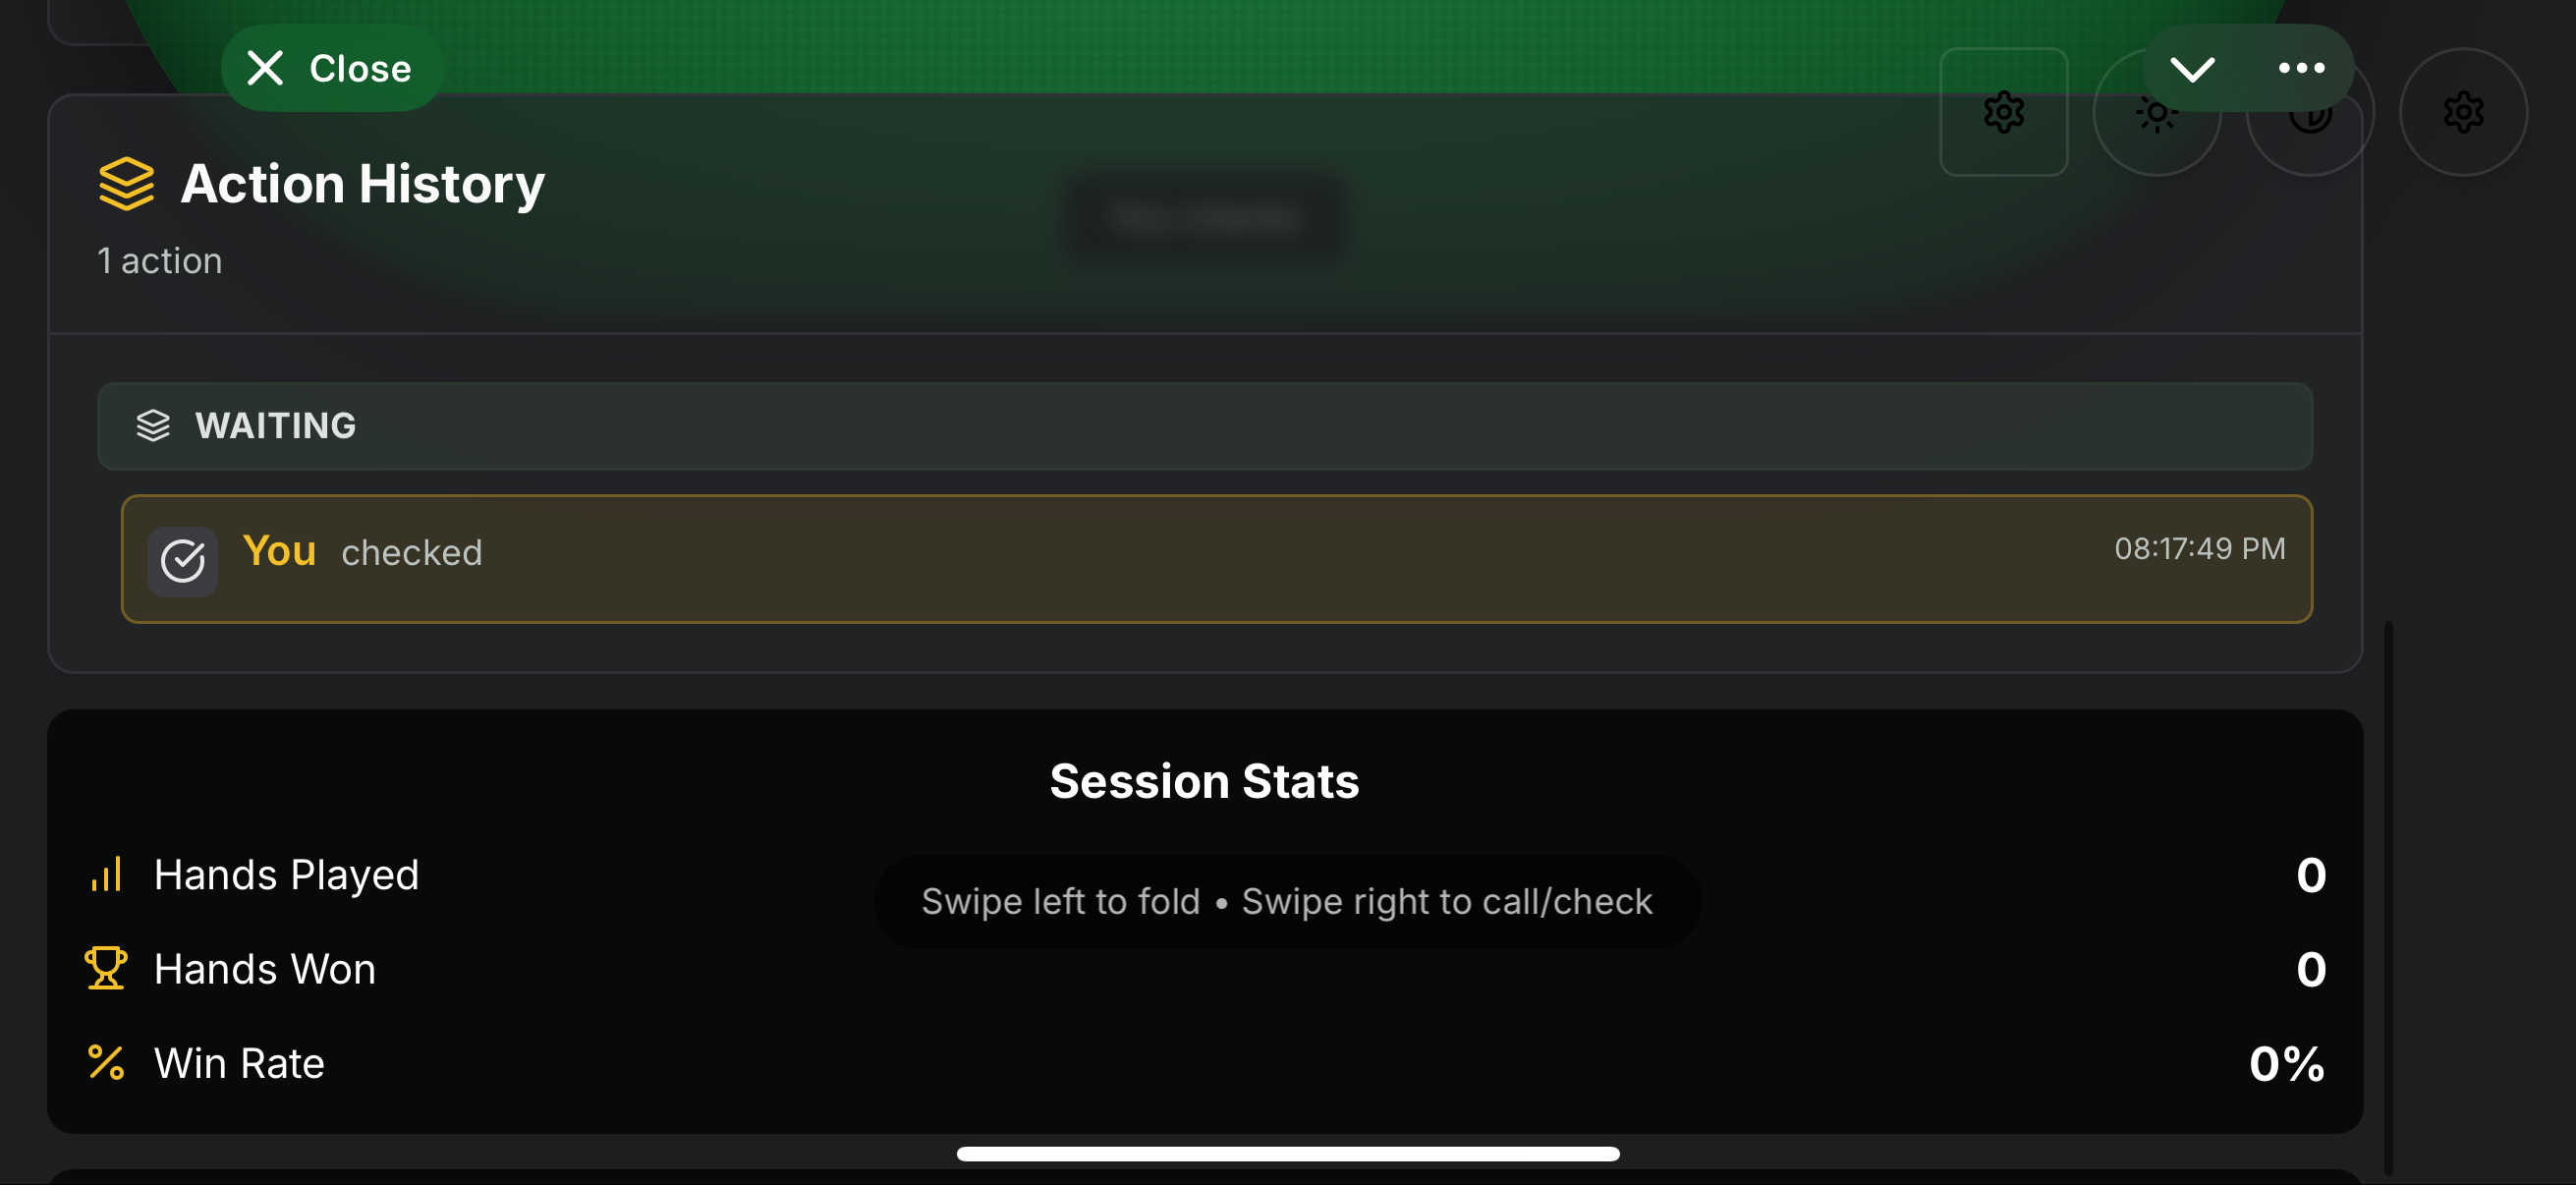 Close
Action History
1 action
WAITING
You checked 08:17:49 PM
Session Stats
Hands Played 0
Swipe left to fold • Swipe right to call/check
Hands Won 0
Win Rate 0%